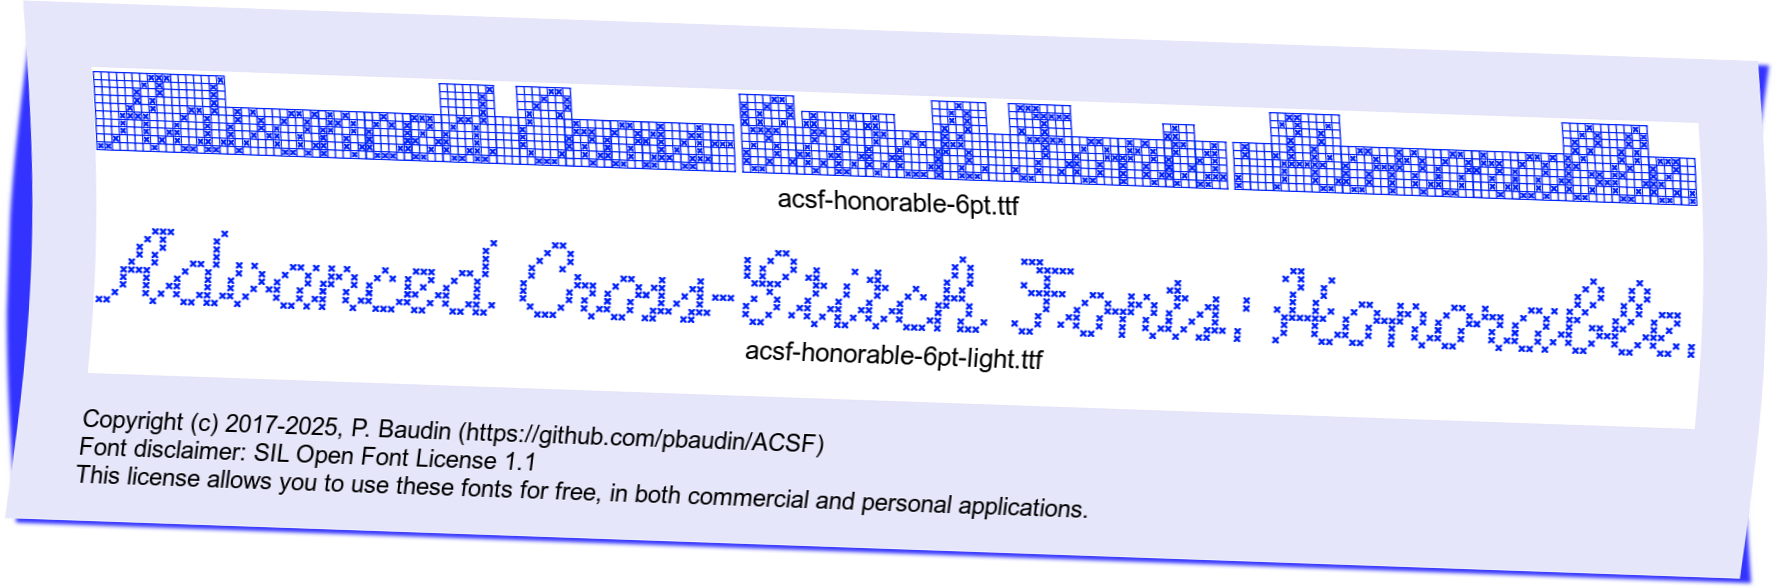 Advanced Cross-Stitch Fonts: Honorable.
acsf-honorable-6pt.ttf
Advanced Cross-Stitch Fonts: Honorable.
acsf-honorable-6pt-light.ttf
Copyright (c) 2017-2025, P. Baudin (https://github.com/pbaudin/ACSF)
Font disclaimer: SIL Open Font License 1.1
This license allows you to use these fonts for free, in both commercial and personal applications.